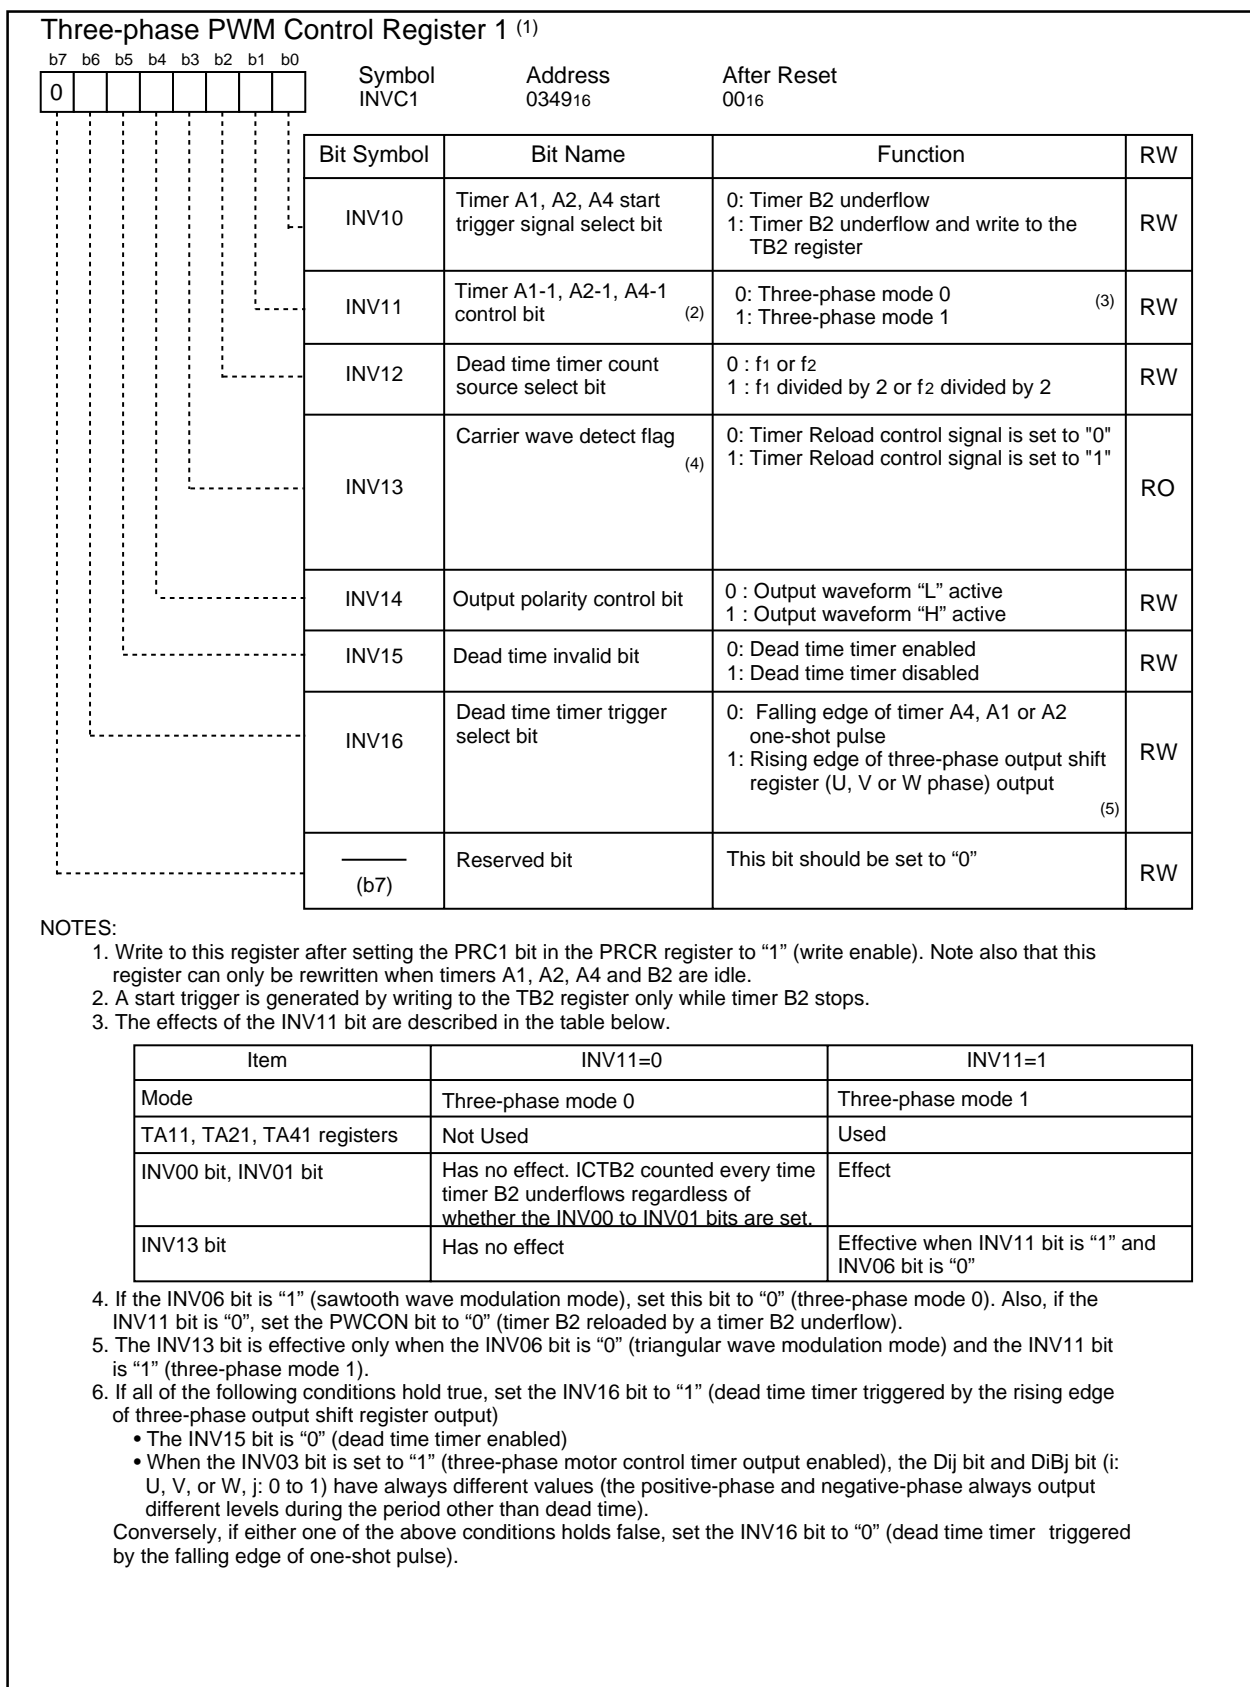 Three-phase PWM Control Register 1 (1)
b7 b6 b5 b4 b3 b2 b1 b0
0
Symbol Address After Reset
INVC1 034916 0016
Bit Symbol Bit Name Function RW
INV10 Timer A1, A2, A4 start trigger signal select bit 0: Timer B2 underflow
1: Timer B2 underflow and write to the TB2 register RW
INV11 Timer A1-1, A2-1, A4-1 control bit (2) 0: Three-phase mode 0
1: Three-phase mode 1 (3) RW
INV12 Dead time timer count source select bit 0 : f1 or f2
1 : f1 divided by 2 or f2 divided by 2 RW
INV13 Carrier wave detect flag (4) 0: Timer Reload control signal is set to "0"
1: Timer Reload control signal is set to "1" RO
INV14 Output polarity control bit 0 : Output waveform “L” active
1 : Output waveform “H” active RW
INV15 Dead time invalid bit 0: Dead time timer enabled
1: Dead time timer disabled RW
INV16 Dead time timer trigger select bit 0: Falling edge of timer A4, A1 or A2 one-shot pulse
1: Rising edge of three-phase output shift register (U, V or W phase) output (5) RW
(b7) Reserved bit This bit should be set to “0” RW
NOTES:
1. Write to this register after setting the PRC1 bit in the PRCR register to “1” (write enable). Note also that this
register can only be rewritten when timers A1, A2, A4 and B2 are idle.
2. A start trigger is generated by writing to the TB2 register only while timer B2 stops.
3. The effects of the INV11 bit are described in the table below.
Item INV11=0 INV11=1
Mode Three-phase mode 0 Three-phase mode 1
TA11, TA21, TA41 registers Not Used Used
INV00 bit, INV01 bit Has no effect. ICTB2 counted every time timer B2 underflows regardless of whether the INV00 to INV01 bits are set. Effect
INV13 bit Has no effect Effective when INV11 bit is “1” and INV06 bit is “0”
4. If the INV06 bit is “1” (sawtooth wave modulation mode), set this bit to “0” (three-phase mode 0). Also, if the
INV11 bit is “0”, set the PWCON bit to “0” (timer B2 reloaded by a timer B2 underflow).
5. The INV13 bit is effective only when the INV06 bit is “0” (triangular wave modulation mode) and the INV11 bit
is “1” (three-phase mode 1).
6. If all of the following conditions hold true, set the INV16 bit to “1” (dead time timer triggered by the rising edge
of three-phase output shift register output)
• The INV15 bit is “0” (dead time timer enabled)
• When the INV03 bit is set to “1” (three-phase motor control timer output enabled), the Dij bit and DiBj bit (i:
U, V, or W, j: 0 to 1) have always different values (the positive-phase and negative-phase always output
different levels during the period other than dead time).
Conversely, if either one of the above conditions holds false, set the INV16 bit to “0” (dead time timer triggered
by the falling edge of one-shot pulse).